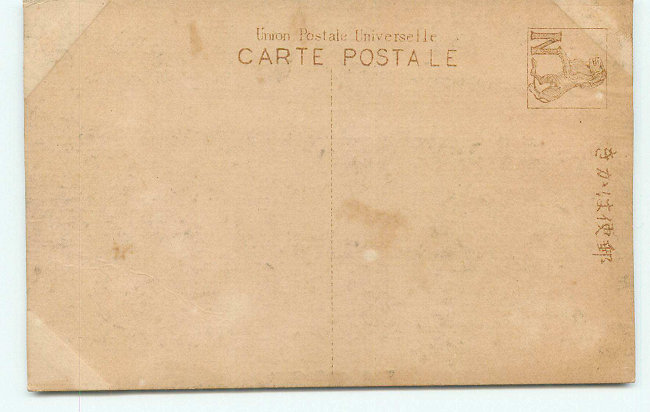 Union Postale Universelle
CARTE POSTALE
N
きかは便郵